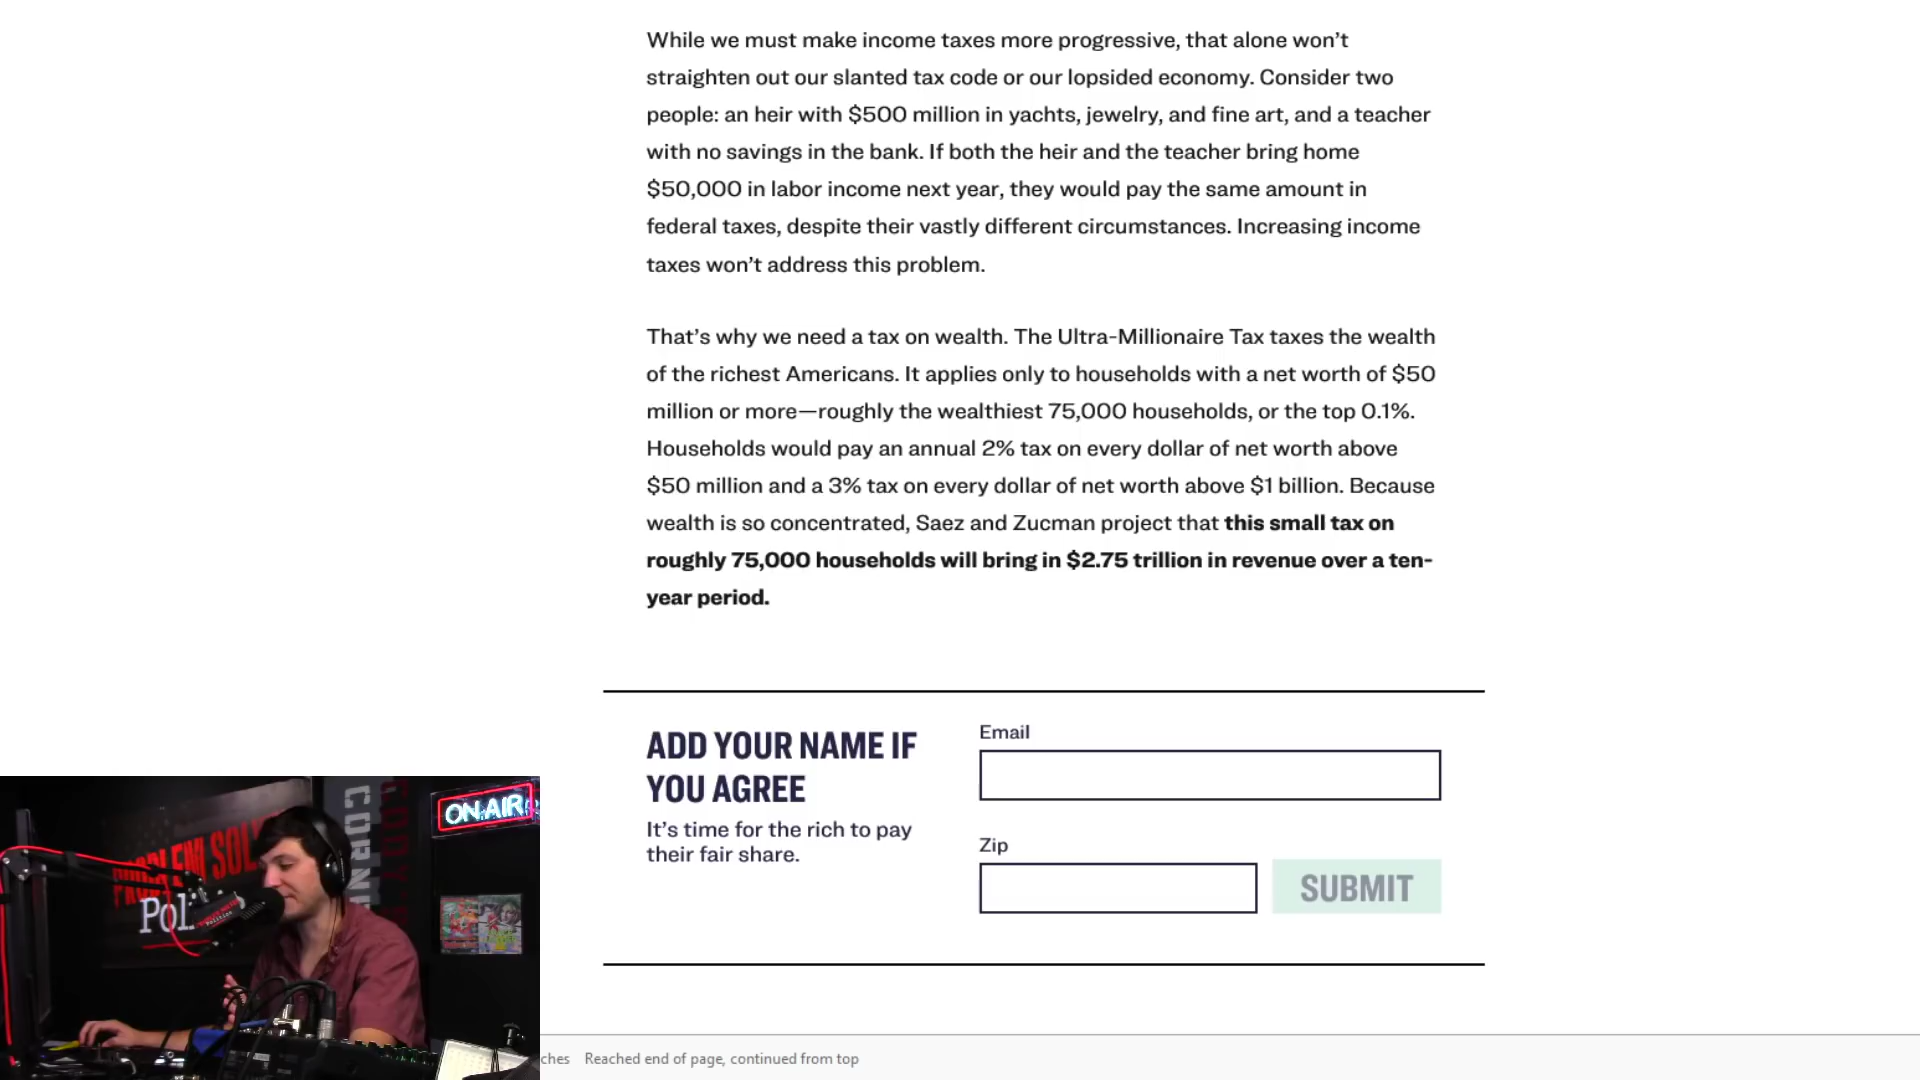 While we must make income taxes more progressive, that alone won’t
straighten out our slanted tax code or our lopsided economy. Consider two
people: an heir with $500 million in yachts, jewelry, and fine art, and a teacher
with no savings in the bank. If both the heir and the teacher bring home
$50,000 in labor income next year, they would pay the same amount in
federal taxes, despite their vastly different circumstances. Increasing income
taxes won’t address this problem.
That’s why we need a tax on wealth. The Ultra-Millionaire Tax taxes the wealth
of the richest Americans. It applies only to households with a net worth of $50
million or more—roughly the wealthiest 75,000 households, or the top 0.1%.
Households would pay an annual 2% tax on every dollar of net worth above
$50 million and a 3% tax on every dollar of net worth above $1 billion. Because
wealth is so concentrated, Saez and Zucman project that this small tax on
roughly 75,000 households will bring in $2.75 trillion in revenue over a ten-
year period.
ADD YOUR NAME IF
YOU AGREE
It’s time for the rich to pay
their fair share.
Email
Zip
SUBMIT
ON AIR
PROBLEM SOL
Pol
ches Reached end of page, continued from top